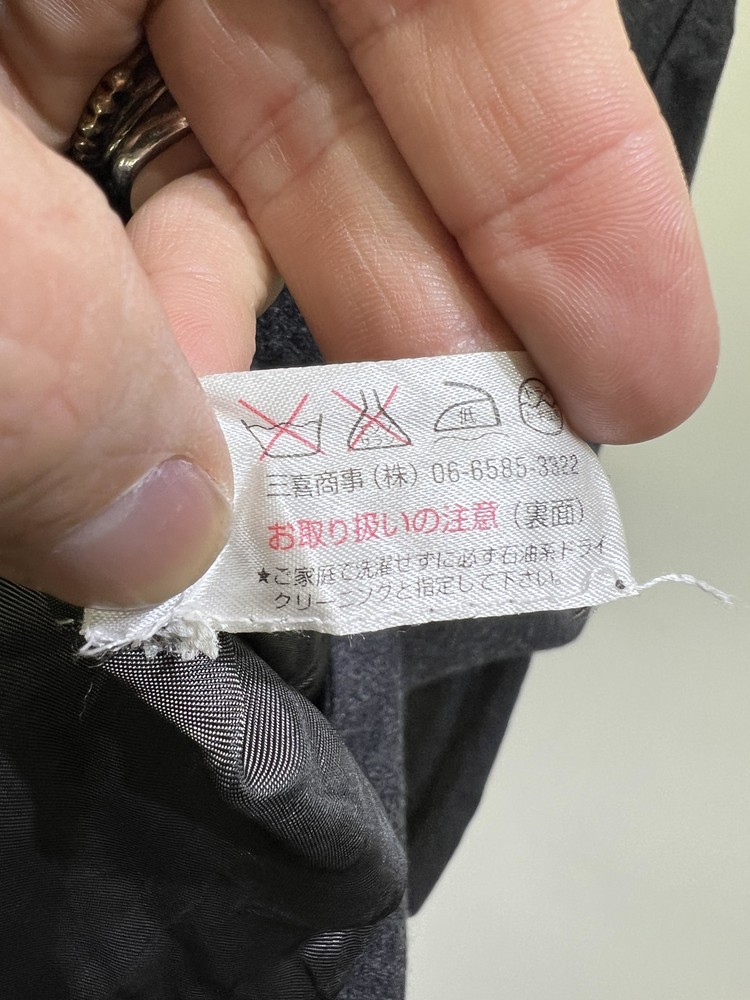 低
三喜商事(株) 06-6585-3322
お取り扱いの注意(裏面)
★ご家庭で洗濯せずに必ず石油系ドライ
クリーニングと指定して下さい。